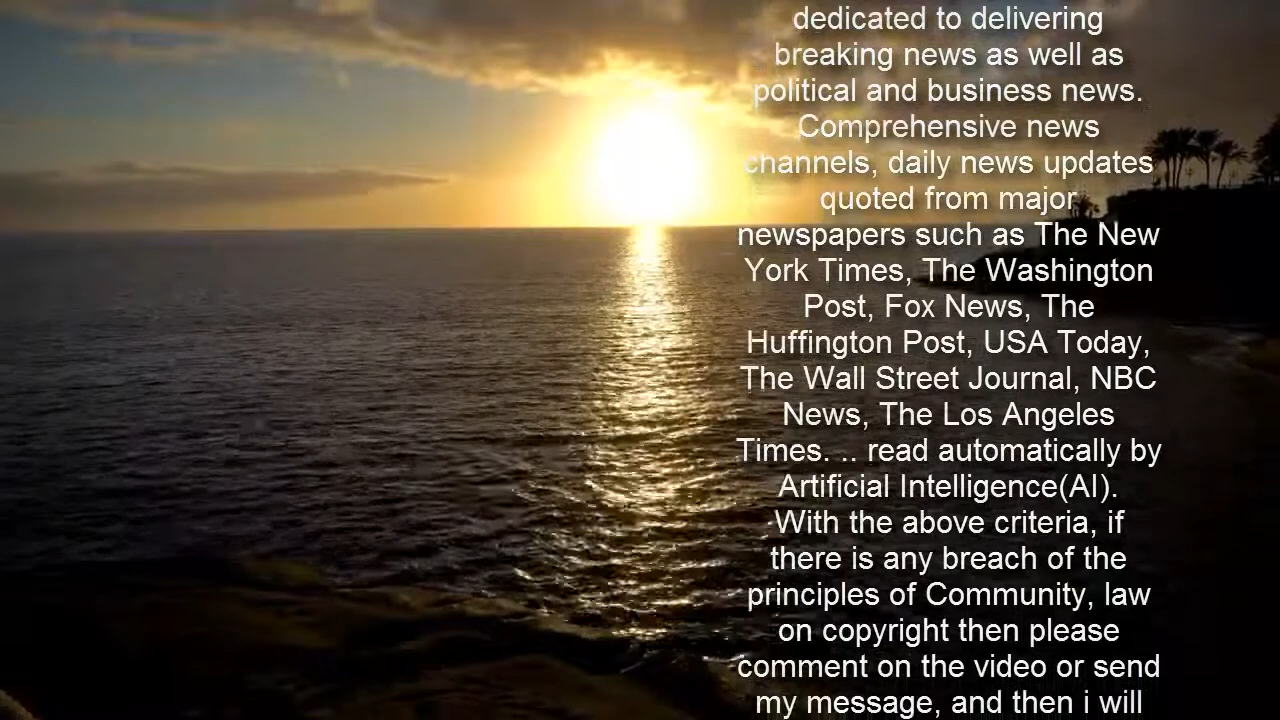 dedicated to delivering
breaking news as well as
political and business news.
Comprehensive news
channels, daily news updates
quoted from major
newspapers such as The New
York Times, The Washington
Post, Fox News, The
Huffington Post, USA Today,
The Wall Street Journal, NBC
News, The Los Angeles
Times. .. read automatically by
Artificial Intelligence(AI).
With the above criteria, if
there is any breach of the
principles of Community, law
on copyright then please
comment on the video or send
my message, and then i will